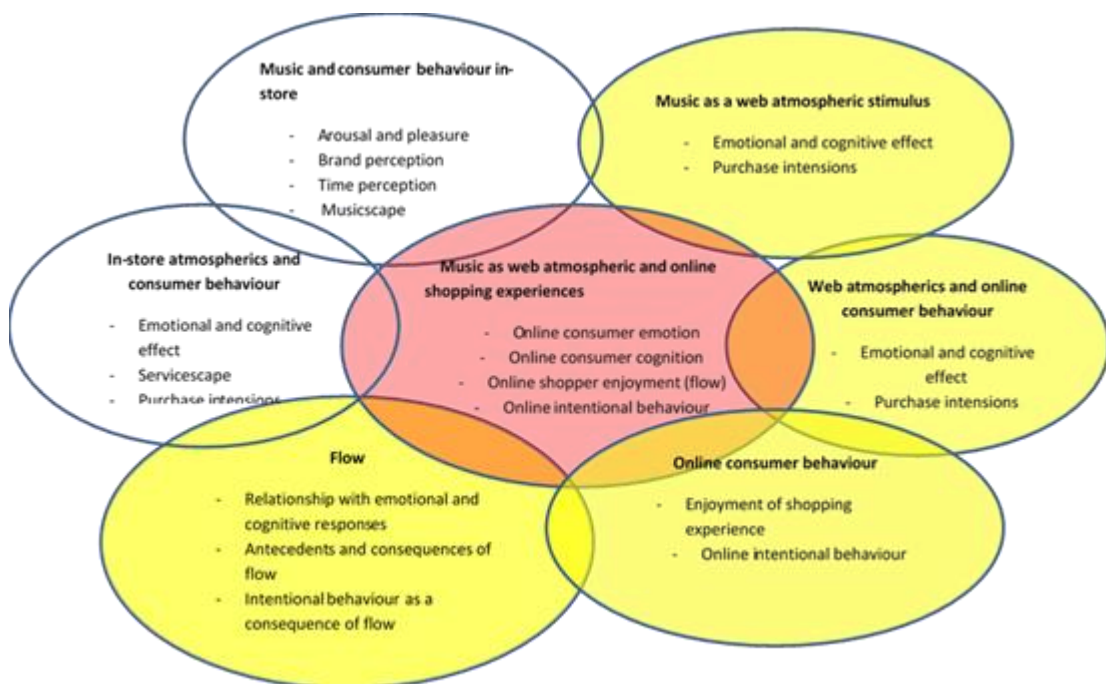 Music and consumer behaviour in-
store
- Arousal and pleasure
- Brand perception
- Time perception
- Musicscape
Music as a web atmospheric stimulus
- Emotional and cognitive effect
- Purchase intensions
In-store atmospherics and
consumer behaviour
- Emotional and cognitive
effect
- Servicescape
- Purchase intensions
Music as web atmospheric and online
shopping experiences
- Online consumer emotion
- Online consumer cognition
- Online shopper enjoyment (flow)
- Online intentional behaviour
Web atmospherics and online
consumer behaviour
- Emotional and cognitive
effect
- Purchase intensions
Flow
- Relationship with emotional and
cognitive responses
- Antecedents and consequences of
flow
- Intentional behaviour as a
consequence of flow
Online consumer behaviour
- Enjoyment of shopping
experience
- Online intentional behaviour